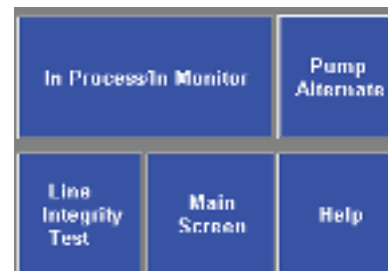 In Process/In Monitor
Pump
Alternate
Line
Integrity
Test
Main
Screen
Help